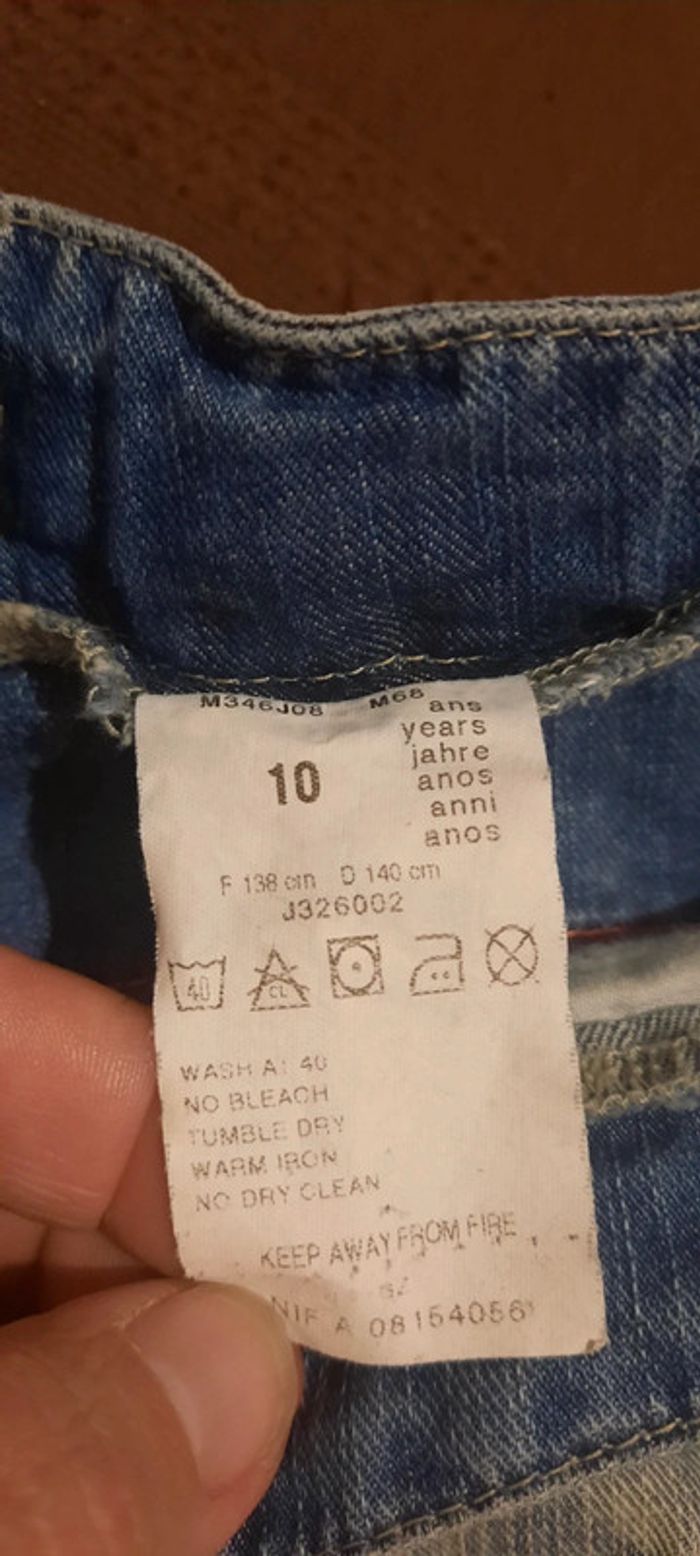 M346J08 M68 ans
years
jahre
10 anos
anni
anos
F 138 cm D 140 cm
J326002
40 CL
WASH AT 40
NO BLEACH
TUMBLE DRY
WARM IRON
NO DRY CLEAN
KEEP AWAY FROM FIRE
NIF A 08154056